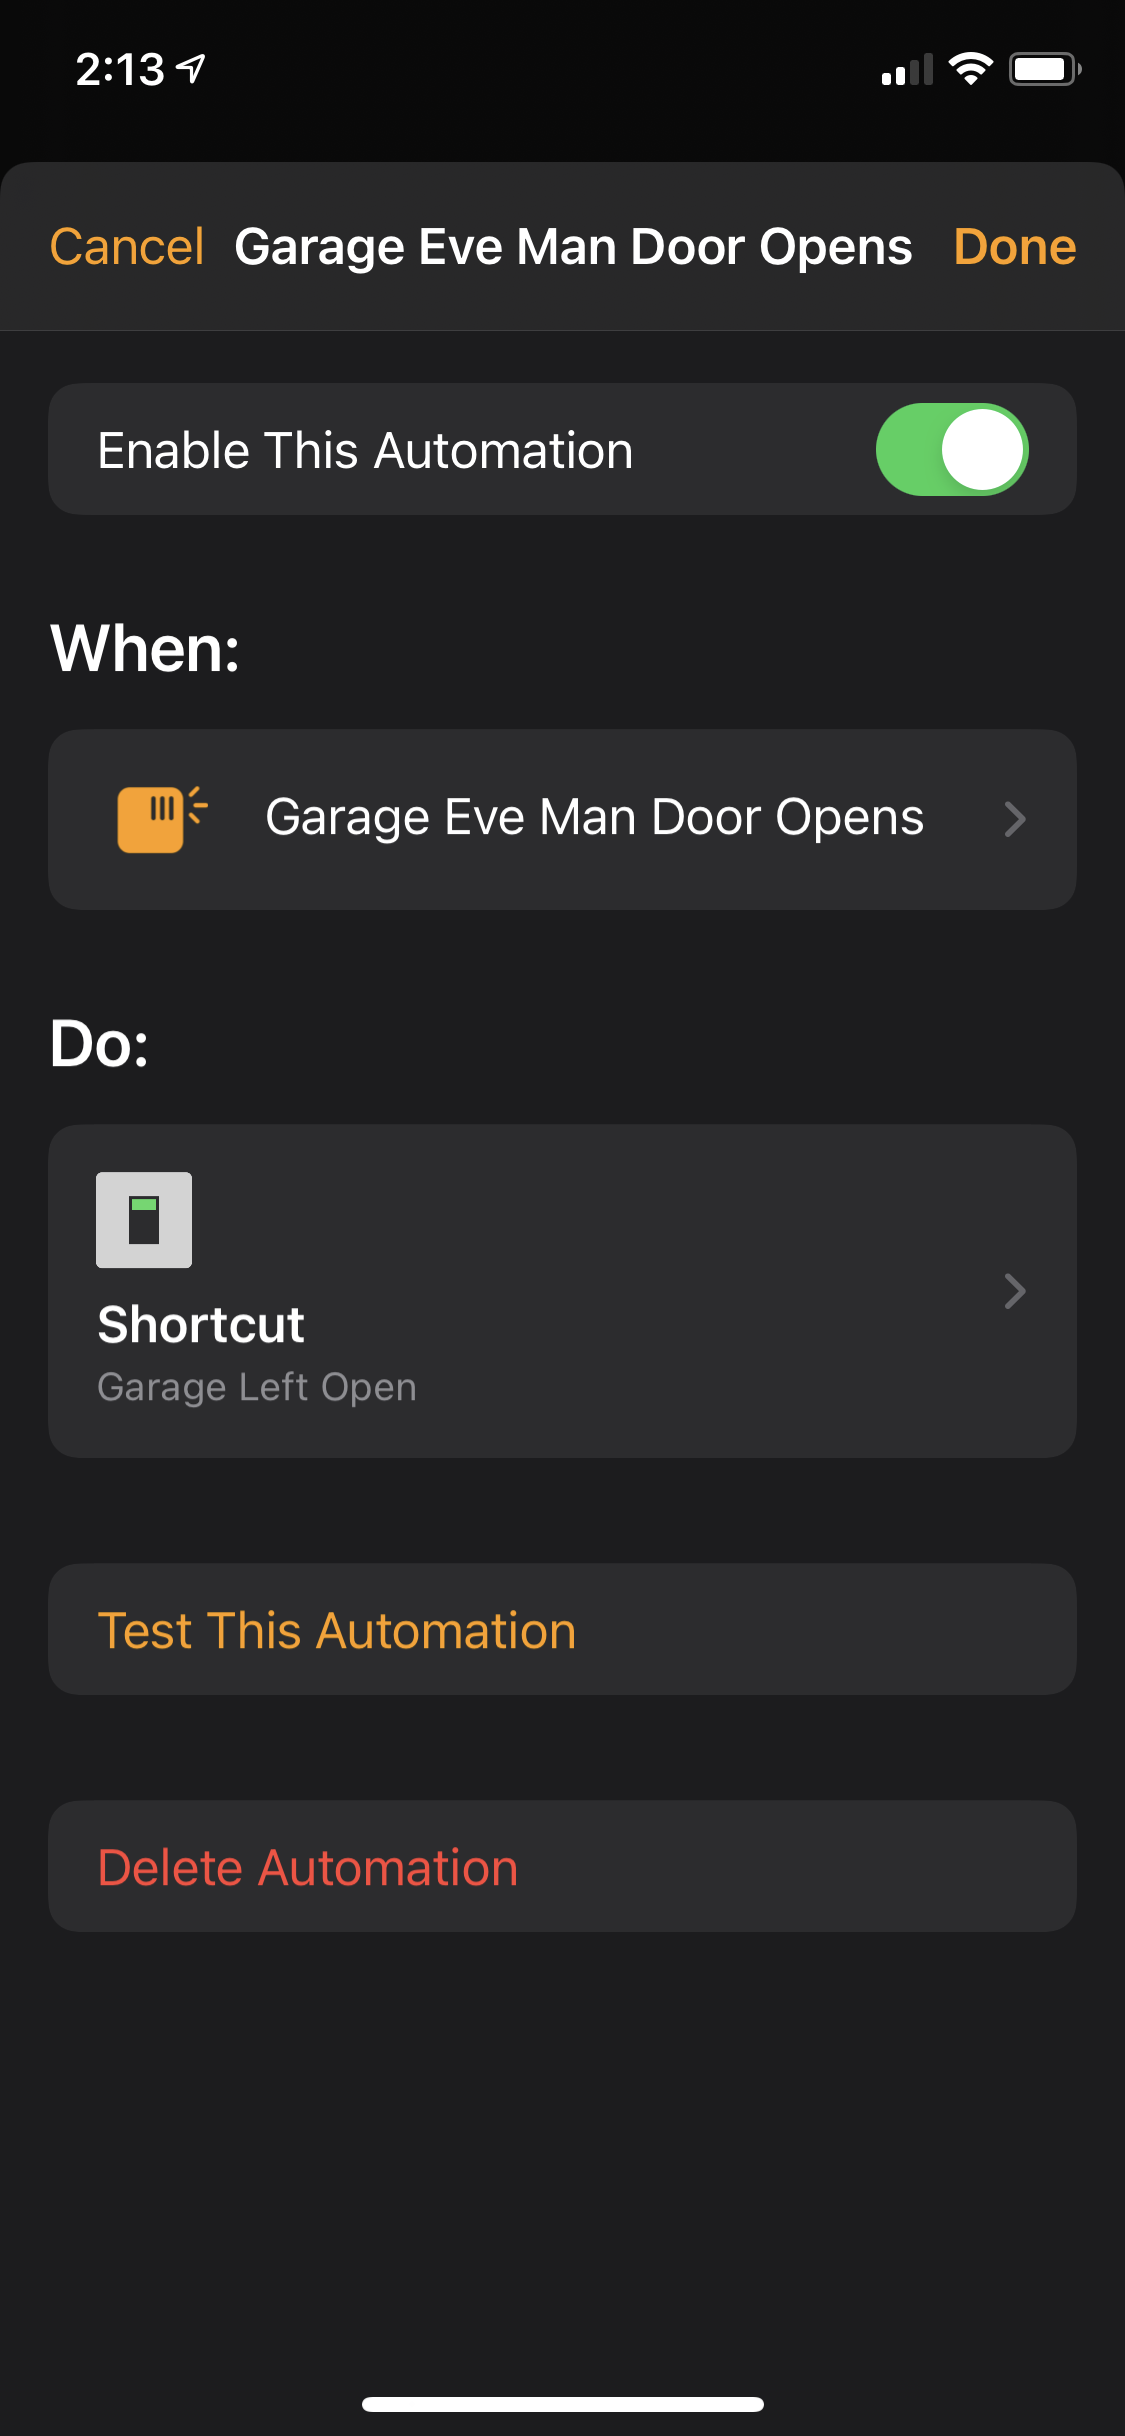 2:13
Cancel Garage Eve Man Door Opens Done
Enable This Automation
When:
Garage Eve Man Door Opens
Do:
Shortcut
Garage Left Open
Test This Automation
Delete Automation